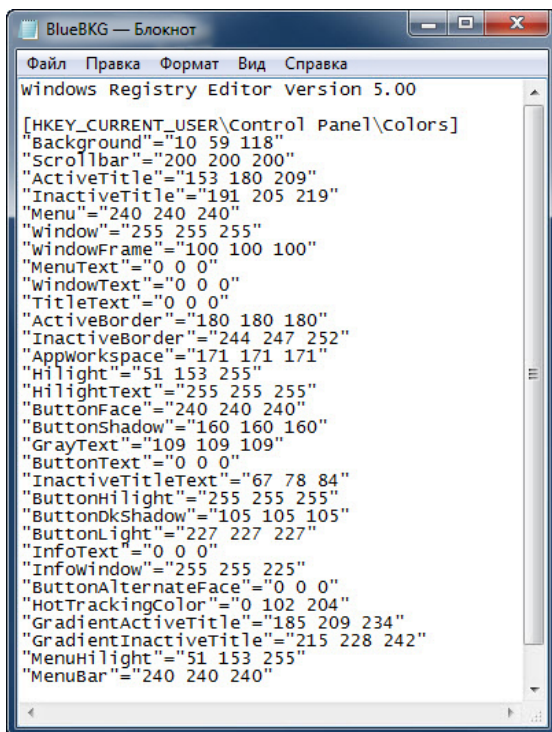 BlueBKG — Блокнот
Файл Правка Формат Вид Справка
Windows Registry Editor Version 5.00
[HKEY_CURRENT_USER\Control Panel\Colors]
"Background"="10 59 118"
"Scrollbar"="200 200 200"
"ActiveTitle"="153 180 209"
"InactiveTitle"="191 205 219"
"Menu"="240 240 240"
"Window"="255 255 255"
"WindowFrame"="100 100 100"
"MenuText"="0 0 0"
"WindowText"="0 0 0"
"TitleText"="0 0 0"
"ActiveBorder"="180 180 180"
"InactiveBorder"="244 247 252"
"AppWorkspace"="171 171 171"
"Hilight"="51 153 255"
"HilightText"="255 255 255"
"ButtonFace"="240 240 240"
"ButtonShadow"="160 160 160"
"GrayText"="109 109 109"
"ButtonText"="0 0 0"
"InactiveTitleText"="67 78 84"
"ButtonHilight"="255 255 255"
"ButtonDkShadow"="105 105 105"
"ButtonLight"="227 227 227"
"InfoText"="0 0 0"
"InfoWindow"="255 255 225"
"ButtonAlternateFace"="0 0 0"
"HotTrackingColor"="0 102 204"
"GradientActiveTitle"="185 209 234"
"GradientInactiveTitle"="215 228 242"
"MenuHilight"="51 153 255"
"MenuBar"="240 240 240"